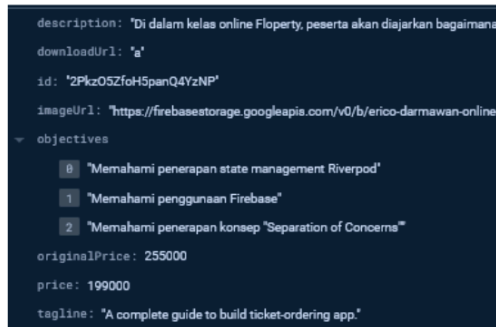 description: "Di dalam kelas online Floperty, peserta akan diajarkan bagaimana
downloadUrl: "a"
id: "2PkzO5ZfoH5panQ4YzNP"
imageUrl: "https://firebasestorage.googleapis.com/v0/b/erico-darmawan-online
objectives
0 "Memahami penerapan state management Riverpod"
1 "Memahami penggunaan Firebase"
2 "Memahami penerapan konsep "Separation of Concerns""
originalPrice: 255000
price: 199000
tagline: "A complete guide to build ticket-ordering app."